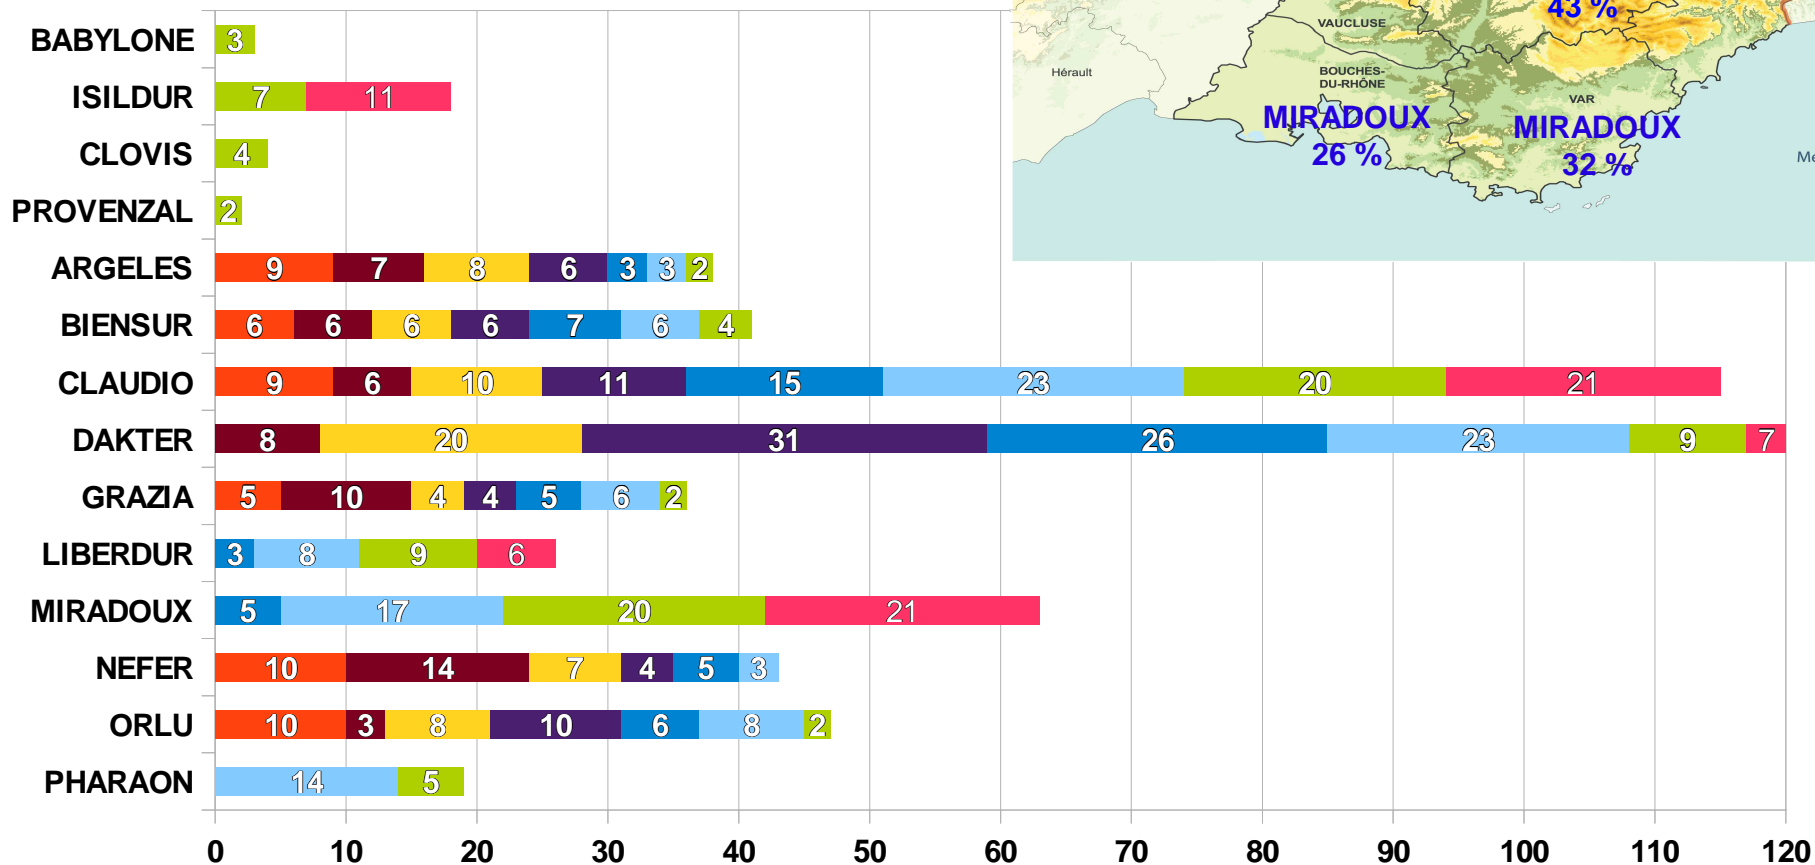 43 %
VAUCLUSE
Hérault
BOUCHES-
DU-RHÔNE
VAR
MIRADOUX
26 %
MIRADOUX
32 %
BABYLONE 3
ISILDUR 7 11
CLOVIS 4
PROVENZAL 2
ARGELES 9 7 8 6 3 3 2
BIENSUR 6 6 6 6 7 6 4
CLAUDIO 9 6 10 11 15 23 20 21
DAKTER 8 20 31 26 23 9 7
GRAZIA 5 10 4 4 5 6 2
LIBERDUR 3 8 9 6
MIRADOUX 5 17 20 21
NEFER 10 14 7 4 5 3
ORLU 10 3 8 10 6 8 2
PHARAON 14 5
0 10 20 30 40 50 60 70 80 90 100 110 120